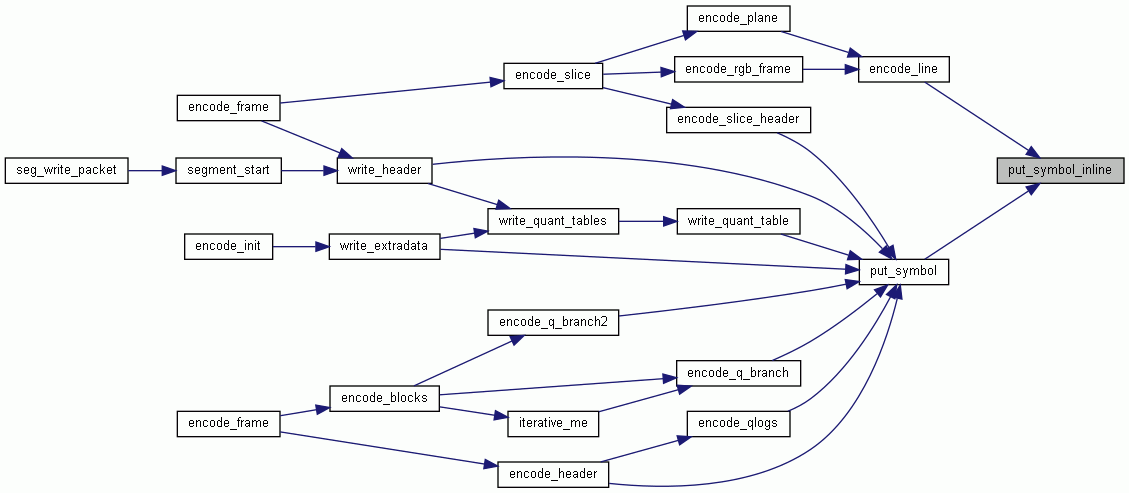 encode_plane
encode_slice
encode_rgb_frame
encode_line
encode_frame
encode_slice_header
seg_write_packet
segment_start
write_header
put_symbol_inline
write_quant_tables
write_quant_table
encode_init
write_extradata
put_symbol
encode_q_branch2
encode_q_branch
encode_blocks
encode_frame
iterative_me
encode_qlogs
encode_header